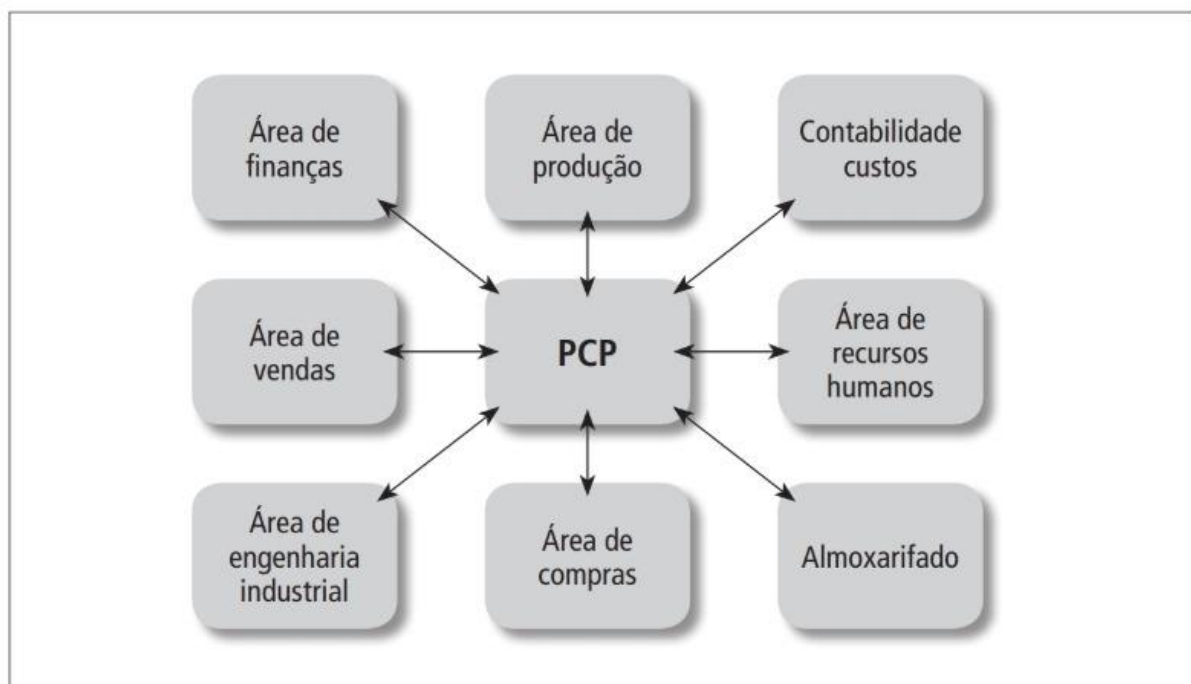 Área de
finanças
Área de
produção
Contabilidade
custos
Área de
vendas
PCP
Área de
recursos
humanos
Área de
engenharia
industrial
Área de
compras
Almoxarifado